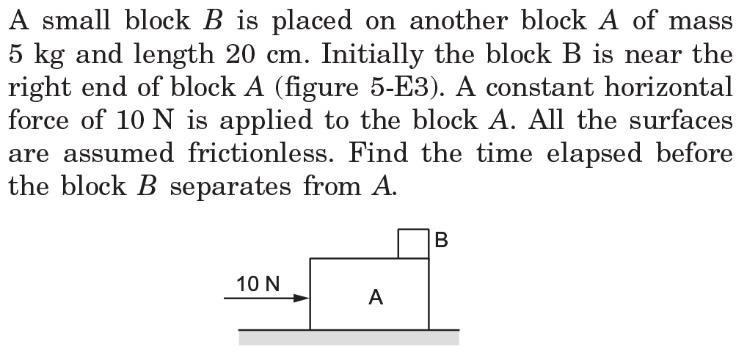 A small block B is placed on another block A of mass
5 kg and length 20 cm. Initially the block B is near the
right end of block A (figure 5-E3). A constant horizontal
force of 10 N is applied to the block A. All the surfaces
are assumed frictionless. Find the time elapsed before
the block B separates from A.
B
10 N
A